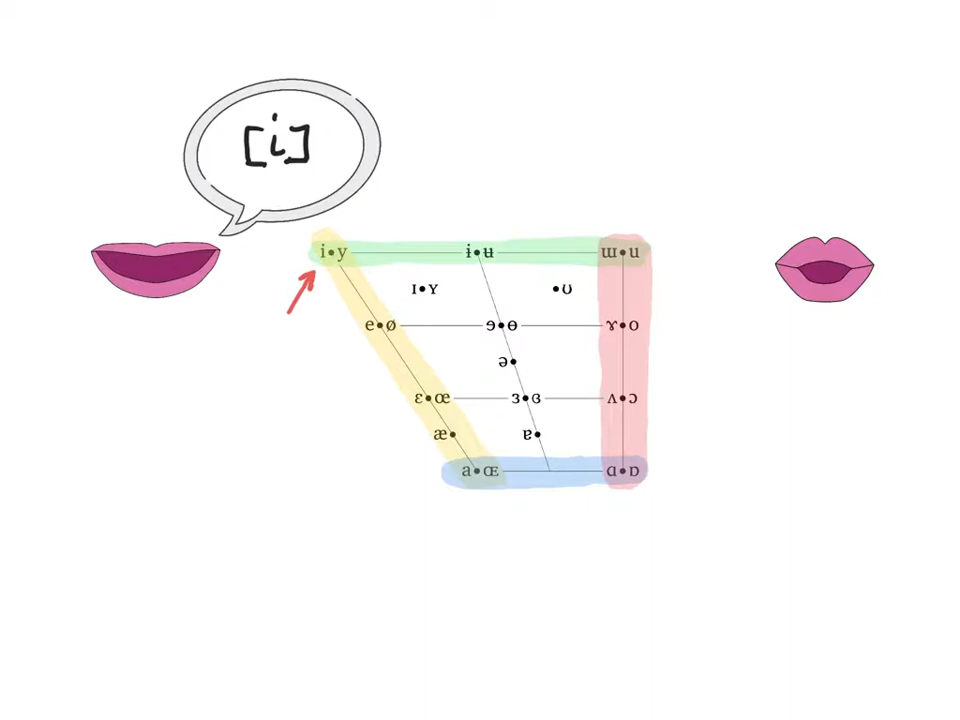 [i]
i•y ɨ•ʉ ɯ•u
ɪ•ʏ •ʊ
e•ø ɘ•ɵ ɤ•o
ə•
ɛ•œ ɜ•ɞ ʌ•ɔ
æ• ɐ•
a•ɶ ɑ•ɒ